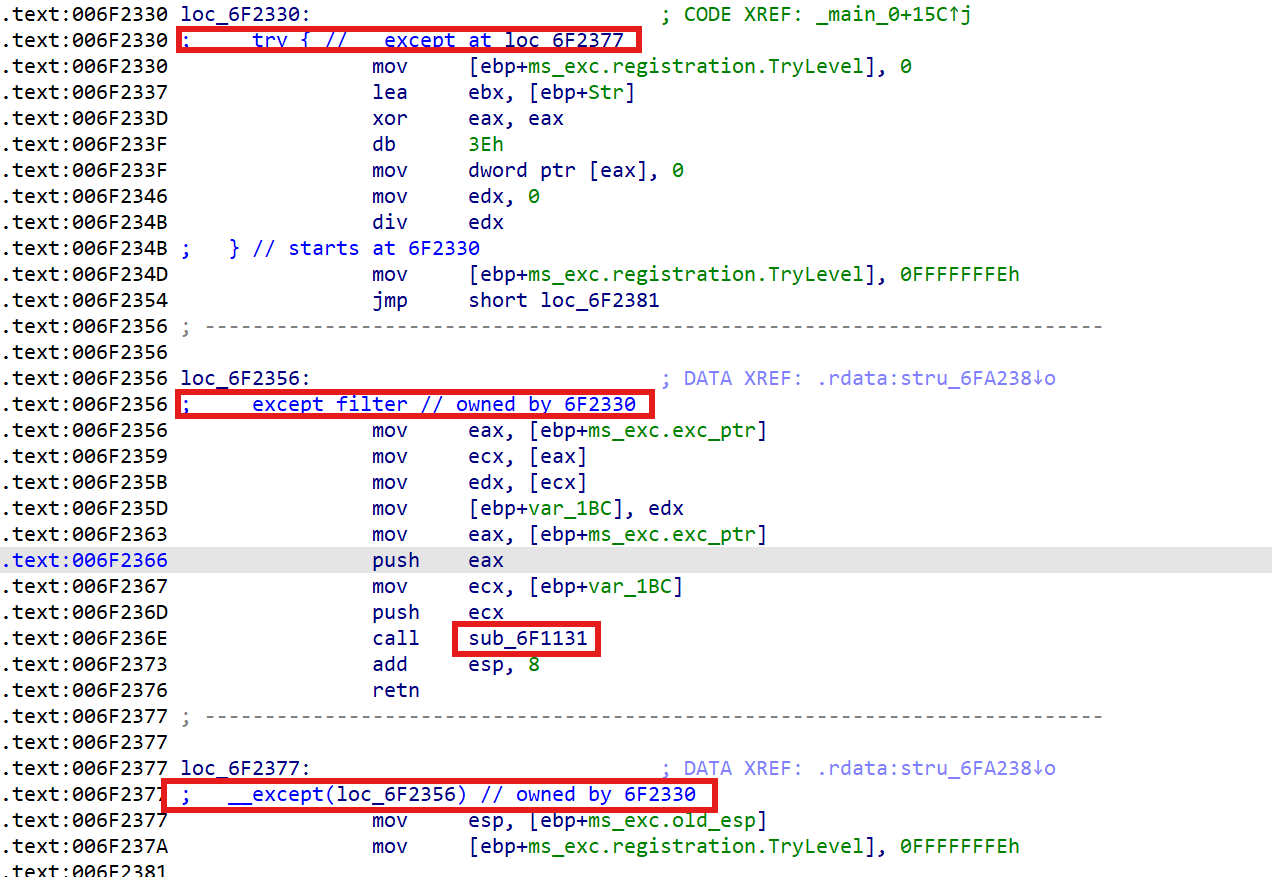 .text:006F2330 loc_6F2330: ; CODE XREF: _main_0+15C↑j
.text:006F2330 ; __try { // __except at loc_6F2377
.text:006F2330 mov [ebp+ms_exc.registration.TryLevel], 0
.text:006F2337 lea ebx, [ebp+Str]
.text:006F233D xor eax, eax
.text:006F233F db 3Eh
.text:006F233F mov dword ptr [eax], 0
.text:006F2346 mov edx, 0
.text:006F234B div edx
.text:006F234B ; } // starts at 6F2330
.text:006F234D mov [ebp+ms_exc.registration.TryLevel], 0FFFFFFFEh
.text:006F2354 jmp short loc_6F2381
.text:006F2356 ; ---------------------------------------------------------------------------
.text:006F2356
.text:006F2356 loc_6F2356: ; DATA XREF: .rdata:stru_6FA238↓o
.text:006F2356 ; __except filter // owned by 6F2330
.text:006F2356 mov eax, [ebp+ms_exc.exc_ptr]
.text:006F2359 mov ecx, [eax]
.text:006F235B mov edx, [ecx]
.text:006F235D mov [ebp+var_1BC], edx
.text:006F2363 mov eax, [ebp+ms_exc.exc_ptr]
.text:006F2366 push eax
.text:006F2367 mov ecx, [ebp+var_1BC]
.text:006F236D push ecx
.text:006F236E call sub_6F1131
.text:006F2373 add esp, 8
.text:006F2376 retn
.text:006F2377 ; ---------------------------------------------------------------------------
.text:006F2377
.text:006F2377 loc_6F2377: ; DATA XREF: .rdata:stru_6FA238↓o
.text:006F2377 ; __except(loc_6F2356) // owned by 6F2330
.text:006F2377 mov esp, [ebp+ms_exc.old_esp]
.text:006F237A mov [ebp+ms_exc.registration.TryLevel], 0FFFFFFFEh
.text:006F2381